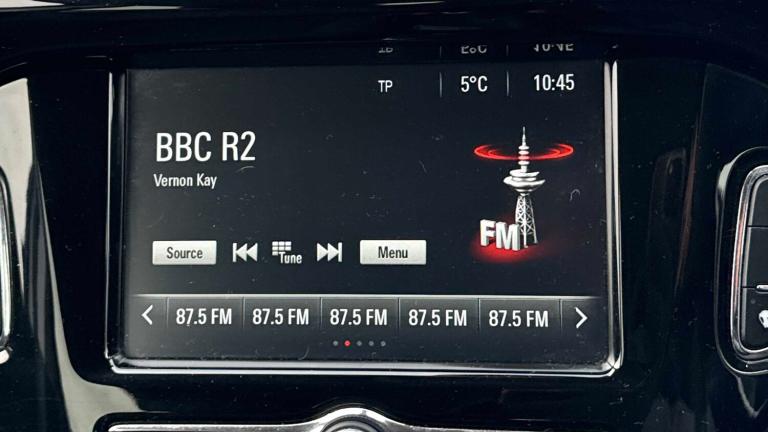 TP 5°C 10:45
BBC R2
Vernon Kay
FM
Source Tune Menu
87.5 FM 87.5 FM 87.5 FM 87.5 FM 87.5 FM